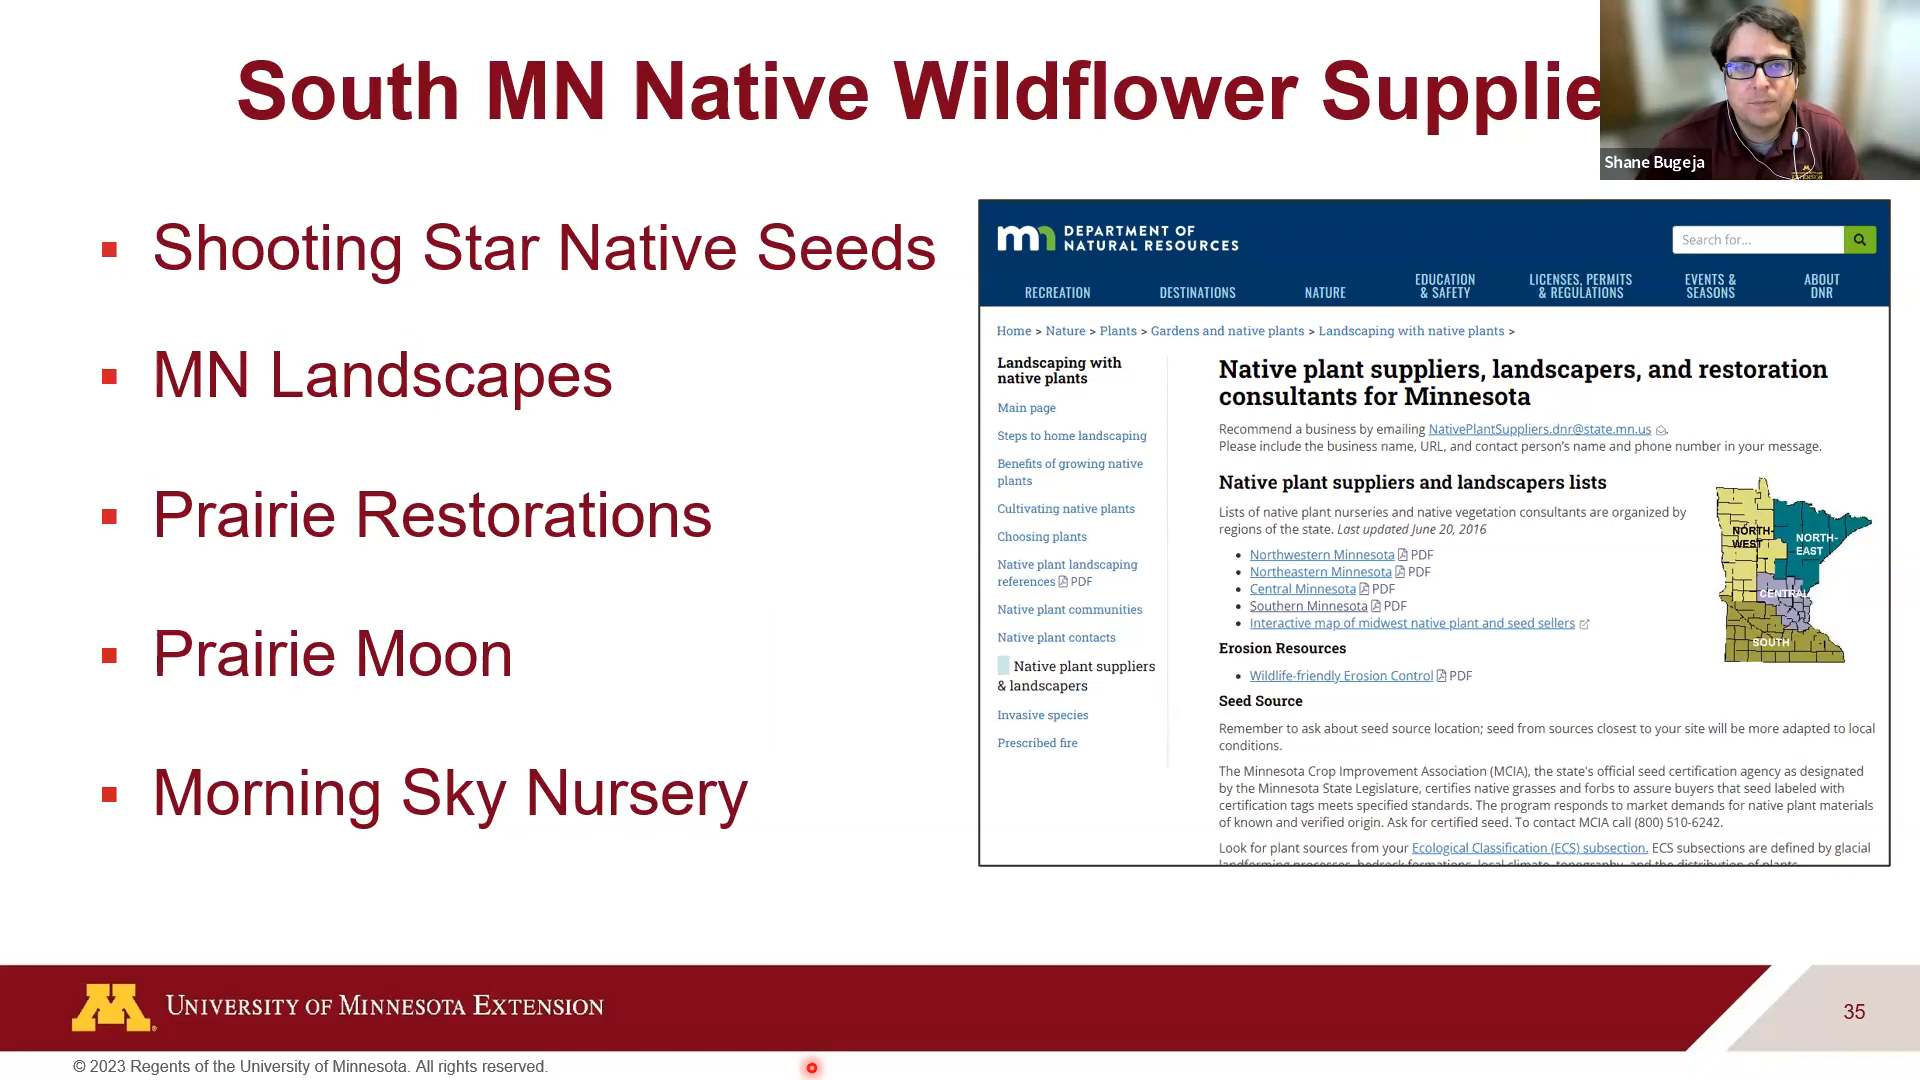 South MN Native Wildflower Supplie
Shane Bugeja
Shooting Star Native Seeds
MN Landscapes
Prairie Restorations
Prairie Moon
Morning Sky Nursery
mn DEPARTMENT OF
NATURAL RESOURCES
Search for...
RECREATION DESTINATIONS NATURE EDUCATION & SAFETY LICENSES, PERMITS & REGULATIONS EVENTS & SEASONS ABOUT DNR
Home > Nature > Plants > Gardens and native plants > Landscaping with native plants >
Landscaping with
native plants
Main page
Steps to home landscaping
Benefits of growing native
plants
Cultivating native plants
Choosing plants
Native plant landscaping
references PDF
Native plant communities
Native plant contacts
Native plant suppliers
& landscapers
Invasive species
Prescribed fire
Native plant suppliers, landscapers, and restoration
consultants for Minnesota
Recommend a business by emailing NativePlantSuppliers.dnr@state.mn.us.
Please include the business name, URL, and contact person's name and phone number in your message.
Native plant suppliers and landscapers lists
Lists of native plant nurseries and native vegetation consultants are organized by
regions of the state. Last updated June 20, 2016
Northwestern Minnesota PDF
Northeastern Minnesota PDF
Central Minnesota PDF
Southern Minnesota PDF
Interactive map of midwest native plant and seed sellers
NORTH-
WEST
NORTH-
EAST
CENTRAL
SOUTH
Erosion Resources
Wildlife-friendly Erosion Control PDF
Seed Source
Remember to ask about seed source location; seed from sources closest to your site will be more adapted to local
conditions.
The Minnesota Crop Improvement Association (MCIA), the state's official seed certification agency as designated
by the Minnesota State Legislature, certifies native grasses and forbs to assure buyers that seed labeled with
certification tags meets specified standards. The program responds to market demands for native plant materials
of known and verified origin. Ask for certified seed. To contact MCIA call (800) 510-6242.
Look for plant sources from your Ecological Classification (ECS) subsection. ECS subsections are defined by glacial
landforming processes, bedrock formations, local climate, topography, and the distribution of plants.
M
UNIVERSITY OF MINNESOTA EXTENSION
35
© 2023 Regents of the University of Minnesota. All rights reserved.